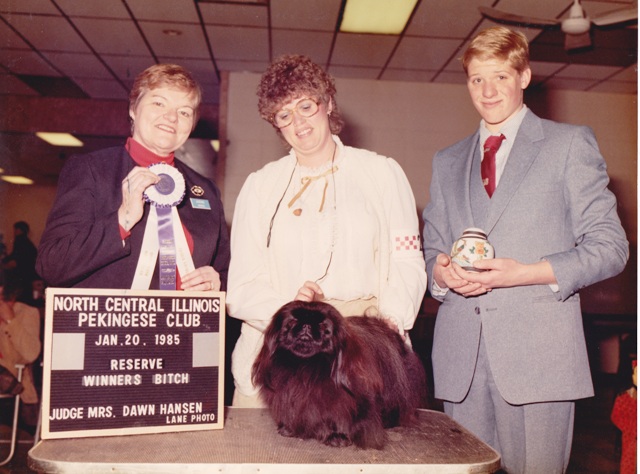 NORTH CENTRAL ILLINOIS
PEKINGESE CLUB
JAN. 20. 1985
RESERVE
WINNERS BITCH
JUDGE MRS. DAWN HANSEN
LANE PHOTO